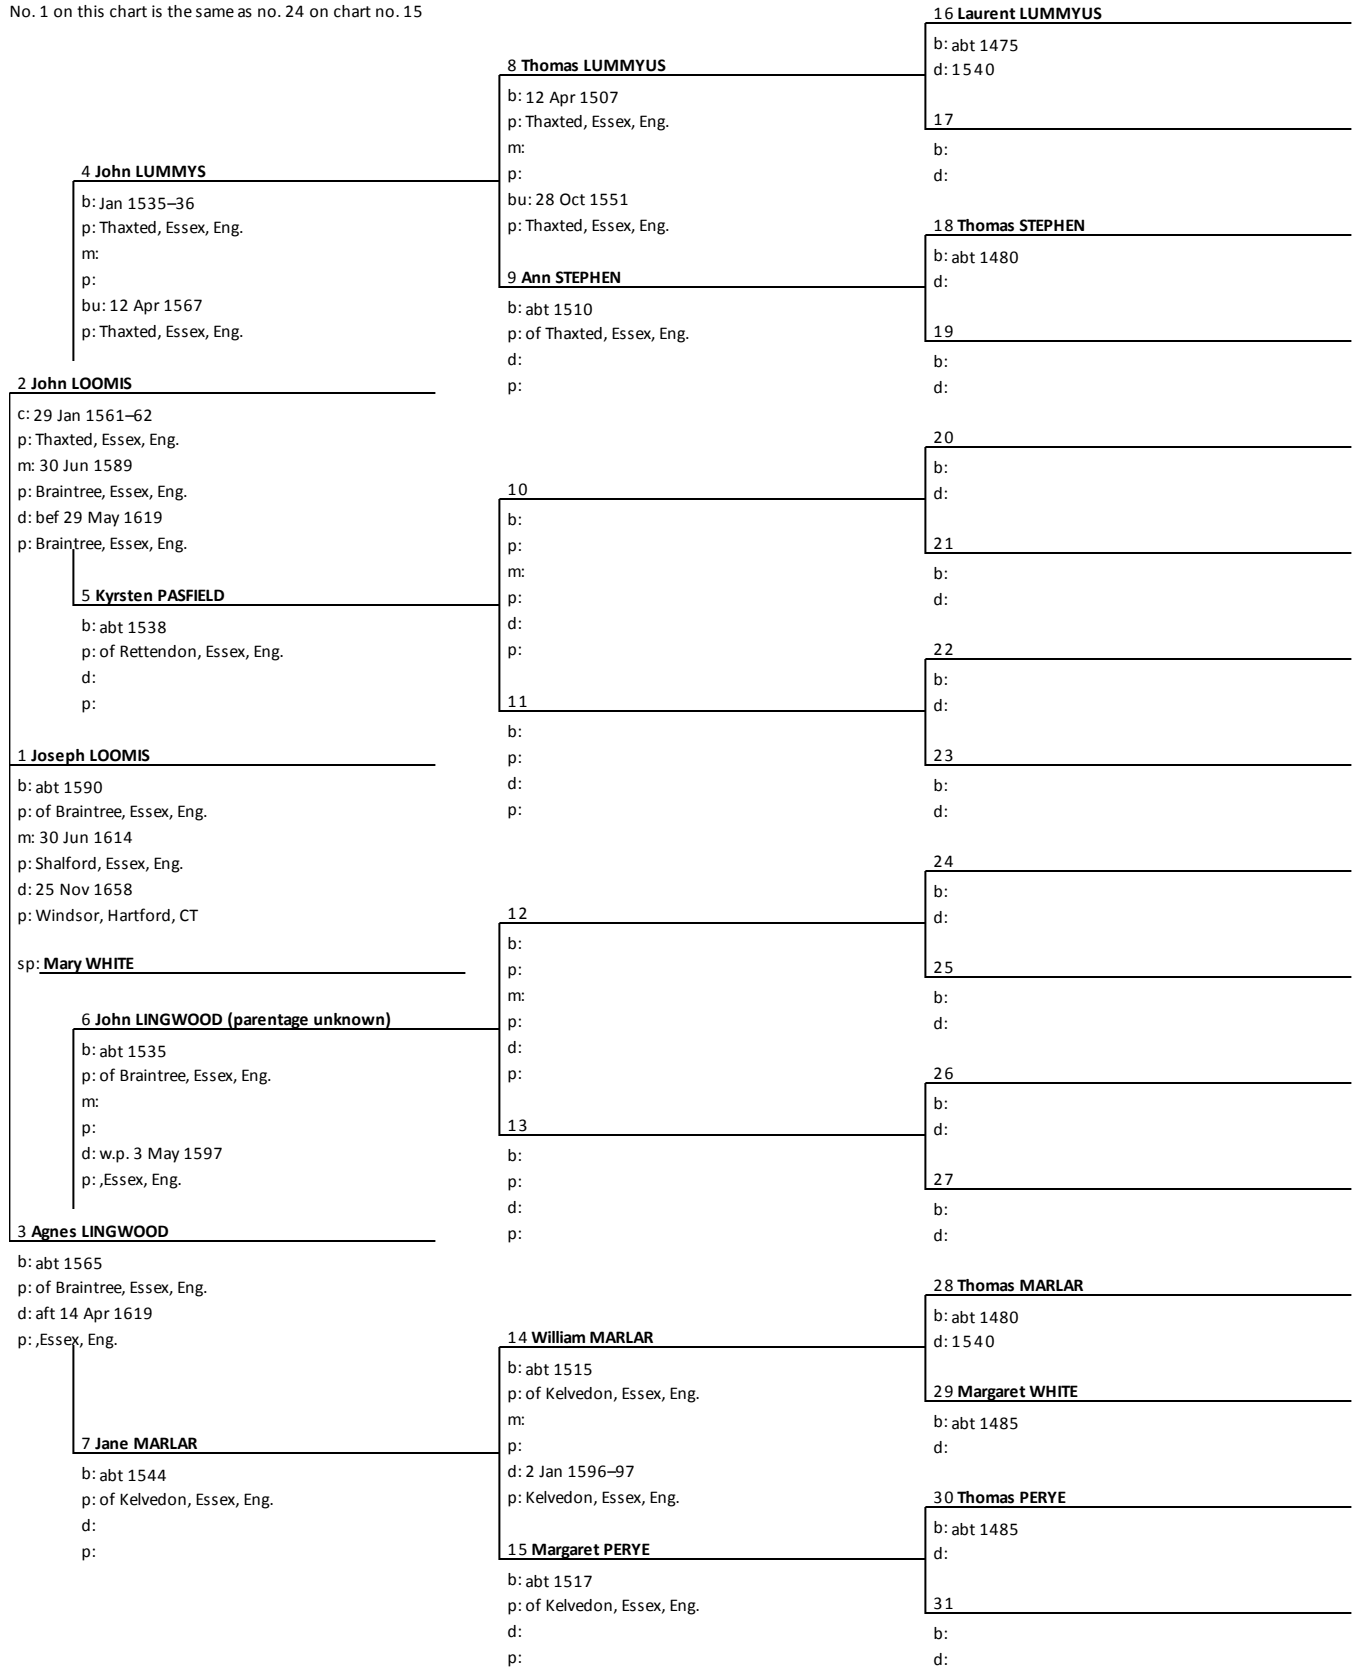 No. 1 on this chart is the same as no. 24 on chart no. 15
2 John LOOMIS
c: 29 Jan 1561–62
p: Thaxted, Essex, Eng.
m: 30 Jun 1589
p: Braintree, Essex, Eng.
d: bef 29 May 1619
p: Braintree, Essex, Eng.
1 Joseph LOOMIS
b: abt 1590
p: of Braintree, Essex, Eng.
m: 30 Jun 1614
p: Shalford, Essex, Eng.
d: 25 Nov 1658
p: Windsor, Hartford, CT
sp: Mary WHITE
3 Agnes LINGWOOD
b: abt 1565
p: of Braintree, Essex, Eng.
d: aft 14 Apr 1619
p: ,Essex, Eng.
4 John LUMMYS
b: Jan 1535–36
p: Thaxted, Essex, Eng.
m:
p:
bu: 12 Apr 1567
p: Thaxted, Essex, Eng.
5 Kyrsten PASFIELD
b: abt 1538
p: of Rettendon, Essex, Eng.
d:
p:
6 John LINGWOOD (parentage unknown)
b: abt 1535
p: of Braintree, Essex, Eng.
m:
p:
d: w.p. 3 May 1597
p: ,Essex, Eng.
7 Jane MARLAR
b: abt 1544
p: of Kelvedon, Essex, Eng.
d:
p:
8 Thomas LUMMYUS
b: 12 Apr 1507
p: Thaxted, Essex, Eng.
m:
p:
bu: 28 Oct 1551
p: Thaxted, Essex, Eng.
9 Ann STEPHEN
b: abt 1510
p: of Thaxted, Essex, Eng.
d:
p:
10
b:
p:
m:
p:
d:
p:
11
b:
p:
d:
p:
12
b:
p:
m:
p:
d:
p:
13
b:
p:
d:
p:
14 William MARLAR
b: abt 1515
p: of Kelvedon, Essex, Eng.
m:
p:
d: 2 Jan 1596–97
p: Kelvedon, Essex, Eng.
15 Margaret PERYE
b: abt 1517
p: of Kelvedon, Essex, Eng.
d:
p:
16 Laurent LUMMYUS
b: abt 1475
d: 1540
17
b:
d:
18 Thomas STEPHEN
b: abt 1480
d:
19
b:
d:
20
b:
d:
21
b:
d:
22
b:
d:
23
b:
d:
24
b:
d:
25
b:
d:
26
b:
d:
27
b:
d:
28 Thomas MARLAR
b: abt 1480
d: 1540
29 Margaret WHITE
b: abt 1485
d:
30 Thomas PERYE
b: abt 1485
d:
31
b:
d: